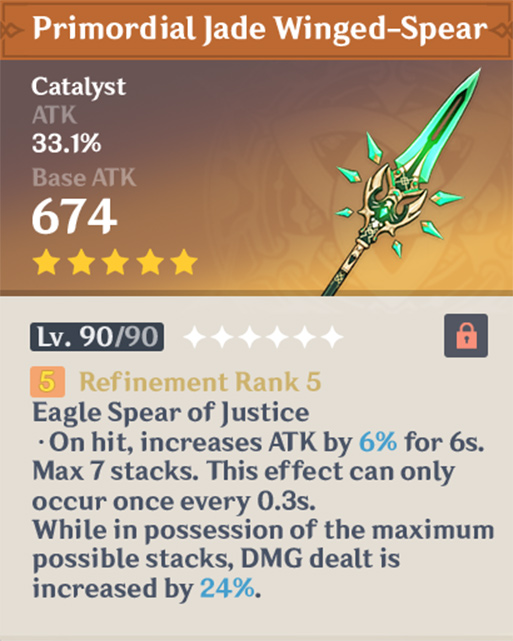 Primordial Jade Winged-Spear
Catalyst
ATK
33.1%
Base ATK
674
Lv. 90/90
5 Refinement Rank 5
Eagle Spear of Justice
·On hit, increases ATK by 6% for 6s.
Max 7 stacks. This effect can only
occur once every 0.3s.
While in possession of the maximum
possible stacks, DMG dealt is
increased by 24%.